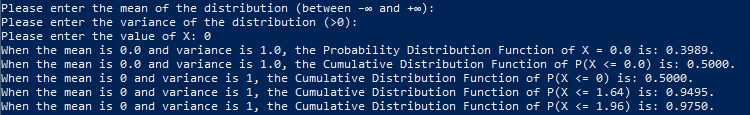 Please enter the mean of the distribution (between -∞ and +∞):
Please enter the variance of the distribution (>0):
Please enter the value of X: 0
When the mean is 0.0 and variance is 1.0, the Probability Distribution Function of X = 0.0 is: 0.3989.
When the mean is 0.0 and variance is 1.0, the Cumulative Distribution Function of P(X <= 0.0) is: 0.5000.
When the mean is 0 and variance is 1, the Cumulative Distribution Function of P(X <= 0) is: 0.5000.
When the mean is 0 and variance is 1, the Cumulative Distribution Function of P(X <= 1.64) is: 0.9495.
When the mean is 0 and variance is 1, the Cumulative Distribution Function of P(X <= 1.96) is: 0.9750.